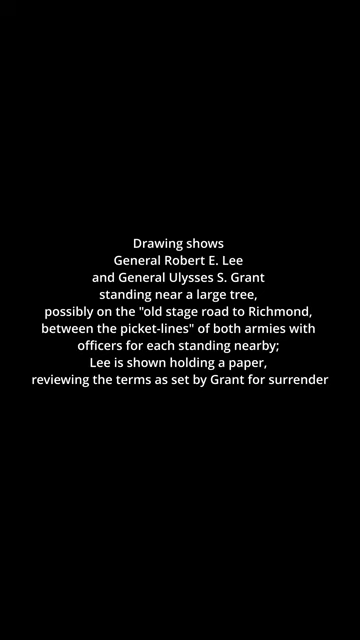 Drawing shows
General Robert E. Lee
and General Ulysses S. Grant
standing near a large tree,
possibly on the "old stage road to Richmond,
between the picket-lines" of both armies with
officers for each standing nearby;
Lee is shown holding a paper,
reviewing the terms as set by Grant for surrender